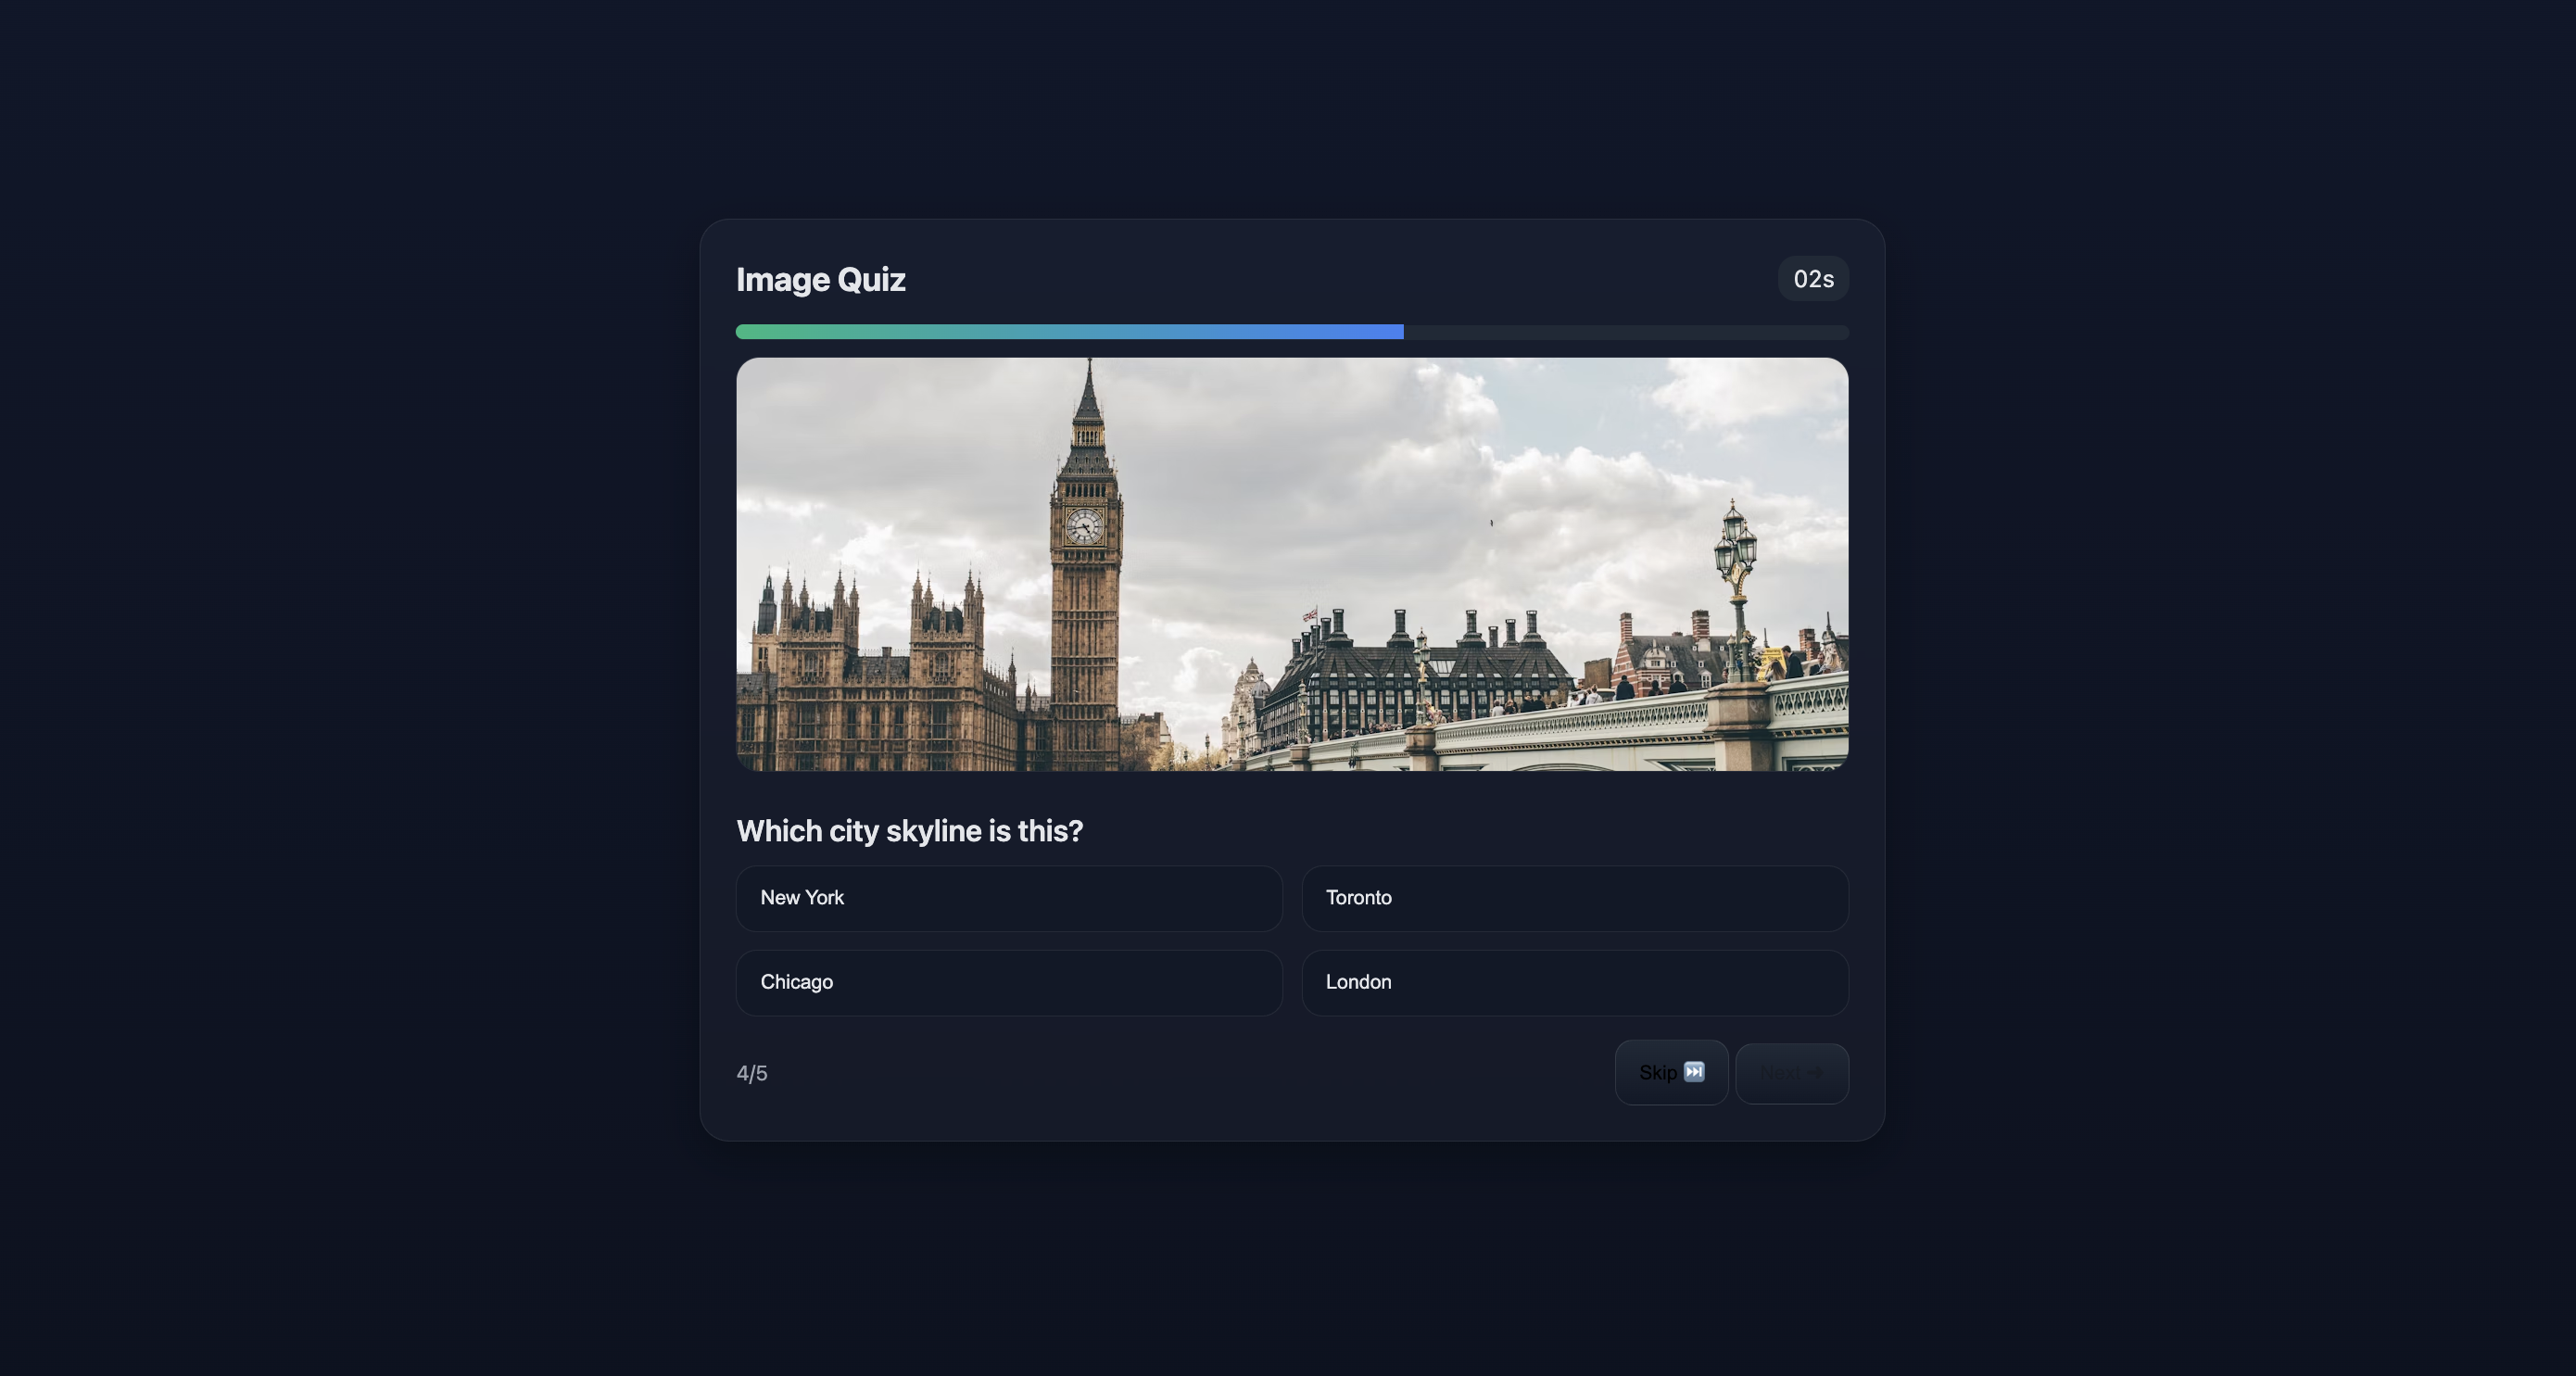 Image Quiz
02s
Which city skyline is this?
New York
Toronto
Chicago
London
4/5
Skip ⏭️
Next →